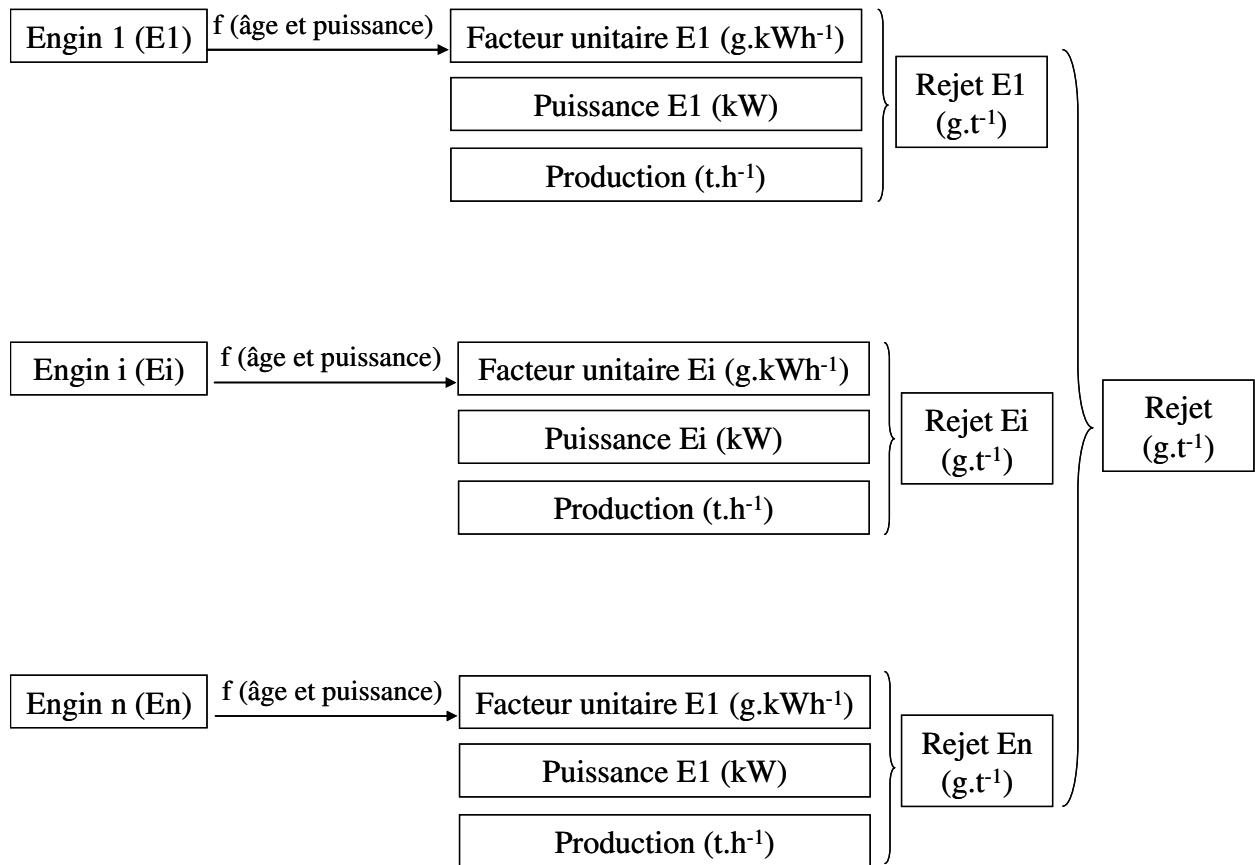 Engin 1 (E1)
f (âge et puissance)
Facteur unitaire E1 (g.kWh⁻¹)
Puissance E1 (kW)
Production (t.h⁻¹)
Rejet E1
(g.t⁻¹)
Engin i (Ei)
f (âge et puissance)
Facteur unitaire Ei (g.kWh⁻¹)
Puissance Ei (kW)
Production (t.h⁻¹)
Rejet Ei
(g.t⁻¹)
Rejet
(g.t⁻¹)
Engin n (En)
f (âge et puissance)
Facteur unitaire E1 (g.kWh⁻¹)
Puissance E1 (kW)
Production (t.h⁻¹)
Rejet En
(g.t⁻¹)